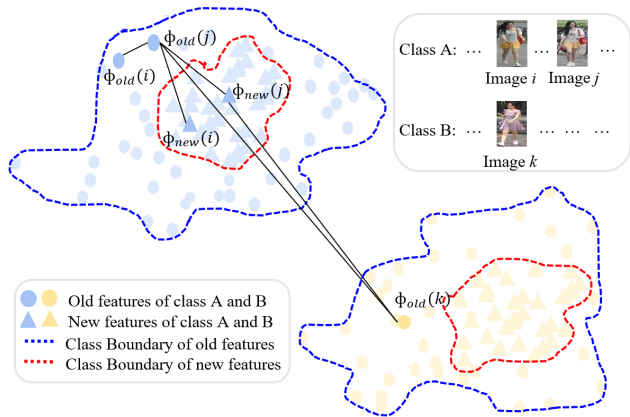 ϕold(j)
ϕold(i)
ϕnew(j)
ϕnew(i)
Class A: ... ... ...
Image i Image j
Class B: ... ... ... ...
Image k
ϕold(k)
Old features of class A and B
New features of class A and B
Class Boundary of old features
Class Boundary of new features